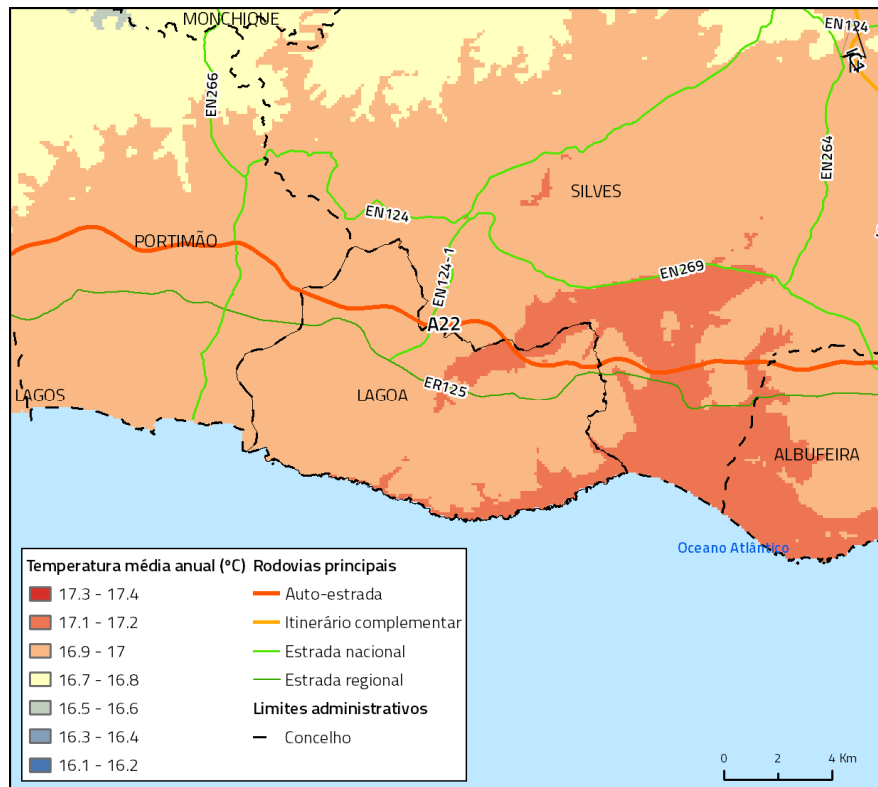 MONCHIQUE
EN124
EN266
EN264
SILVES
EN124
PORTIMÃO
EN124-1
EN269
A22
LAGOS
LAGOA
ER125
ALBUFEIRA
Oceano Atlântico
Temperatura média anual (ºC)
17.3 - 17.4
17.1 - 17.2
16.9 - 17
16.7 - 16.8
16.5 - 16.6
16.3 - 16.4
16.1 - 16.2
Rodovias principais
Auto-estrada
Itinerário complementar
Estrada nacional
Estrada regional
Limites administrativos
Concelho
0 2 4 Km